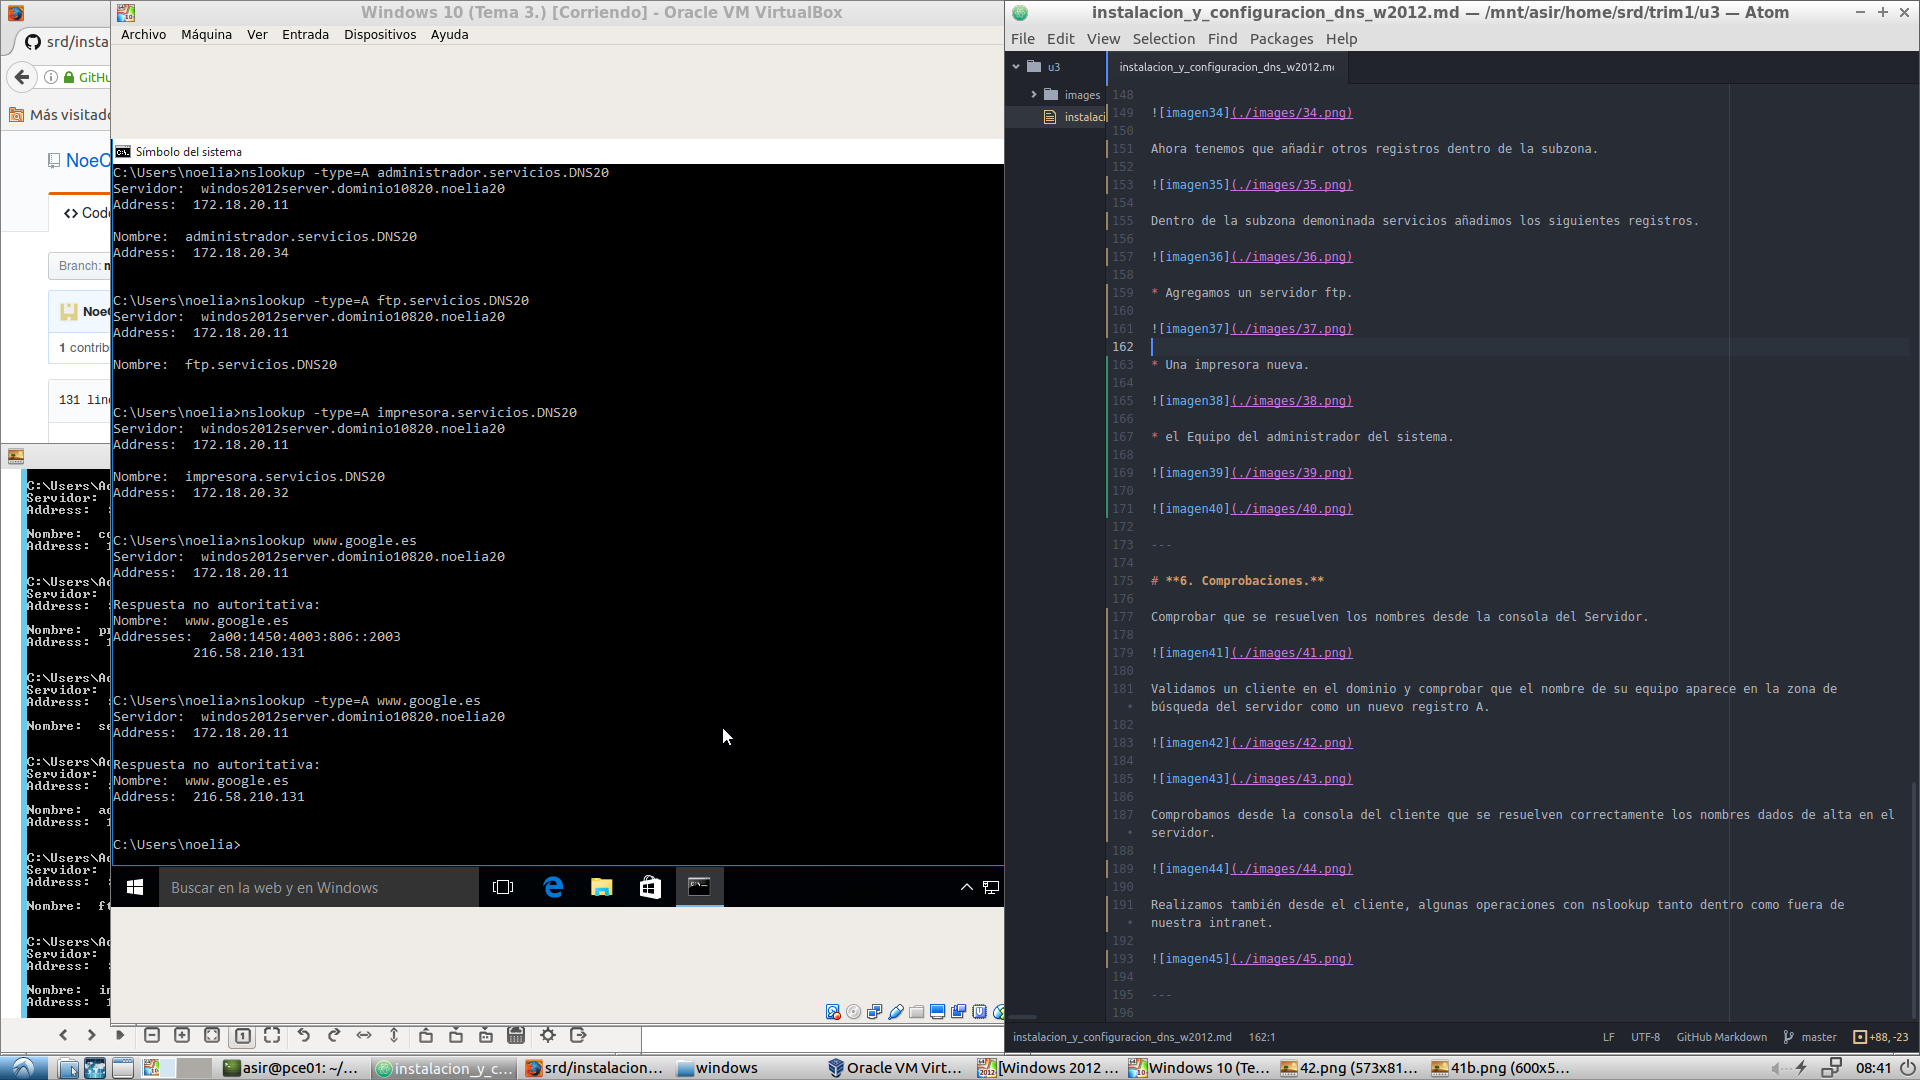 Windows 10 (Tema 3.) [Corriendo] - Oracle VM VirtualBox
Archivo Máquina Ver Entrada Dispositivos Ayuda
srd/insta
GitHu
Más visitado
NoeC
Code
Branch:
Noe
1 contrib
131 line
Símbolo del sistema
C:\Users\noelia>nslookup -type=A administrador.servicios.DNS20
Servidor:  windos2012server.dominio10820.noelia20
Address:  172.18.20.11
Nombre:  administrador.servicios.DNS20
Address:  172.18.20.34
C:\Users\noelia>nslookup -type=A ftp.servicios.DNS20
Servidor:  windos2012server.dominio10820.noelia20
Address:  172.18.20.11
Nombre:  ftp.servicios.DNS20
C:\Users\noelia>nslookup -type=A impresora.servicios.DNS20
Servidor:  windos2012server.dominio10820.noelia20
Address:  172.18.20.11
Nombre:  impresora.servicios.DNS20
Address:  172.18.20.32
C:\Users\noelia>nslookup www.google.es
Servidor:  windos2012server.dominio10820.noelia20
Address:  172.18.20.11
Respuesta no autoritativa:
Nombre:  www.google.es
Addresses:  2a00:1450:4003:806::2003
216.58.210.131
C:\Users\noelia>nslookup -type=A www.google.es
Servidor:  windos2012server.dominio10820.noelia20
Address:  172.18.20.11
Respuesta no autoritativa:
Nombre:  www.google.es
Address:  216.58.210.131
C:\Users\noelia>
Buscar en la web y en Windows
C:\Users\Ad
Servidor:
Address:
Nombre: co
Address: 1
C:\Users\Ad
Servidor:
Address:
Nombre: pr
Address: 1
C:\Users\Ad
Servidor:
Address:
Nombre: se
C:\Users\Ad
Servidor:
Address:
Nombre: ad
Address: 1
C:\Users\Ad
Servidor:
Address:
Nombre: ft
C:\Users\Ad
Servidor:
Address:
Nombre: im
Address: 1
instalacion_y_configuracion_dns_w2012.md — /mnt/asir/home/srd/trim1/u3 — Atom
File Edit View Selection Find Packages Help
u3
images
instalaci
instalacion_y_configuracion_dns_w2012.md
148
149 ![imagen34](./images/34.png)
150
151 Ahora tenemos que añadir otros registros dentro de la subzona.
152
153 ![imagen35](./images/35.png)
154
155 Dentro de la subzona demoninada servicios añadimos los siguientes registros.
156
157 ![imagen36](./images/36.png)
158
159 * Agregamos un servidor ftp.
160
161 ![imagen37](./images/37.png)
162
163 * Una impresora nueva.
164
165 ![imagen38](./images/38.png)
166
167 * el Equipo del administrador del sistema.
168
169 ![imagen39](./images/39.png)
170
171 ![imagen40](./images/40.png)
172
173 ---
174
175 # **6. Comprobaciones.**
176
177 Comprobar que se resuelven los nombres desde la consola del Servidor.
178
179 ![imagen41](./images/41.png)
180
181 Validamos un cliente en el dominio y comprobar que el nombre de su equipo aparece en la zona de
• búsqueda del servidor como un nuevo registro A.
182
183 ![imagen42](./images/42.png)
184
185 ![imagen43](./images/43.png)
186
187 Comprobamos desde la consola del cliente que se resuelven correctamente los nombres dados de alta en el
• servidor.
188
189 ![imagen44](./images/44.png)
190
191 Realizamos también desde el cliente, algunas operaciones con nslookup tanto dentro como fuera de
• nuestra intranet.
192
193 ![imagen45](./images/45.png)
194
195 ---
196
instalacion_y_configuracion_dns_w2012.md 162:1 LF UTF-8 GitHub Markdown master +88, -23
asir@pce01: ~/... instalacion_y_c... srd/instalacion... windows Oracle VM Virt... [Windows 2012 ... Windows 10 (Te... 42.png (573x81... 41b.png (600x5... 08:41